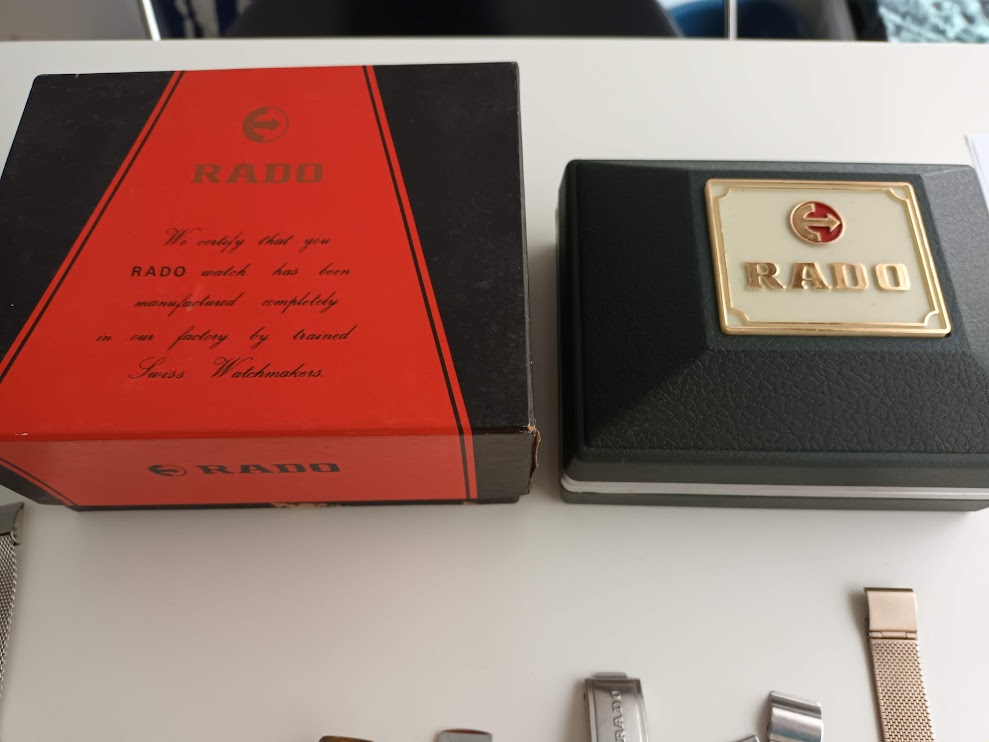 RADO
We certify that you
RADO watch has been
manufactured completely
in our factory by trained
Swiss Watchmakers.
RADO
RADO
RADO